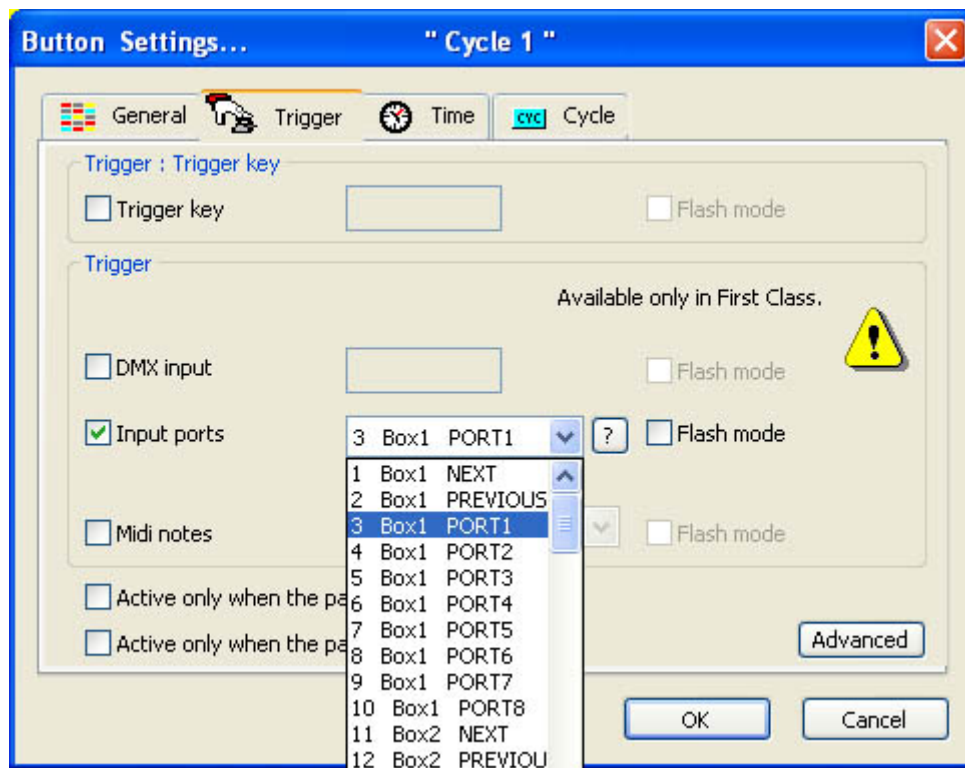 Button Settings... " Cycle 1 "
General Trigger Time CYC Cycle
Trigger : Trigger key
Trigger key Flash mode
Trigger
Available only in First Class.
DMX input Flash mode
Input ports 3 Box1 PORT1 ? Flash mode
1 Box1 NEXT
2 Box1 PREVIOUS
3 Box1 PORT1
Midi notes Flash mode
4 Box1 PORT2
5 Box1 PORT3
Active only when the pa
6 Box1 PORT4
7 Box1 PORT5
Active only when the pa
8 Box1 PORT6
Advanced
9 Box1 PORT7
10 Box1 PORT8
11 Box2 NEXT
12 Box2 PREVIOU
OK Cancel